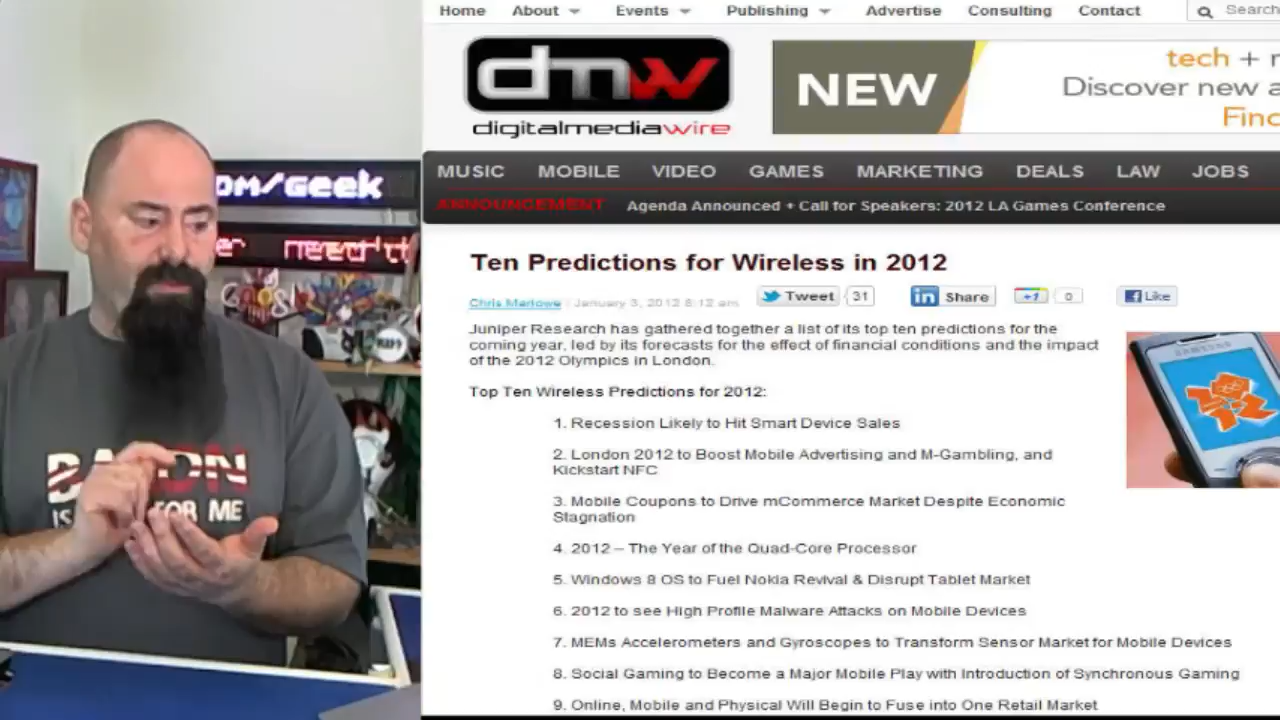 Home About Events Publishing Advertise Consulting Contact Search
dmw
digitalmediawire
NEW
tech +
Discover new
MUSIC MOBILE VIDEO GAMES MARKETING DEALS LAW JOBS
ANNOUNCEMENT Agenda Announced + Call for Speakers: 2012 LA Games Conference
Ten Predictions for Wireless in 2012
Chris Marlowe January 3, 2012 8:12 am
Tweet 31 Share +1 0 Like
Juniper Research has gathered together a list of its top ten predictions for the
coming year, led by its forecasts for the effect of financial conditions and the impact
of the 2012 Olympics in London.
Top Ten Wireless Predictions for 2012:
1. Recession Likely to Hit Smart Device Sales
2. London 2012 to Boost Mobile Advertising and M-Gambling, and
Kickstart NFC
3. Mobile Coupons to Drive mCommerce Market Despite Economic
Stagnation
4. 2012 – The Year of the Quad-Core Processor
5. Windows 8 OS to Fuel Nokia Revival & Disrupt Tablet Market
6. 2012 to see High Profile Malware Attacks on Mobile Devices
7. MEMs Accelerometers and Gyroscopes to Transform Sensor Market for Mobile Devices
8. Social Gaming to Become a Major Mobile Play with Introduction of Synchronous Gaming
9. Online, Mobile and Physical Will Begin to Fuse into One Retail Market
SAMSUNG
om/geek
need't
KISS
BACON
IS FOR ME